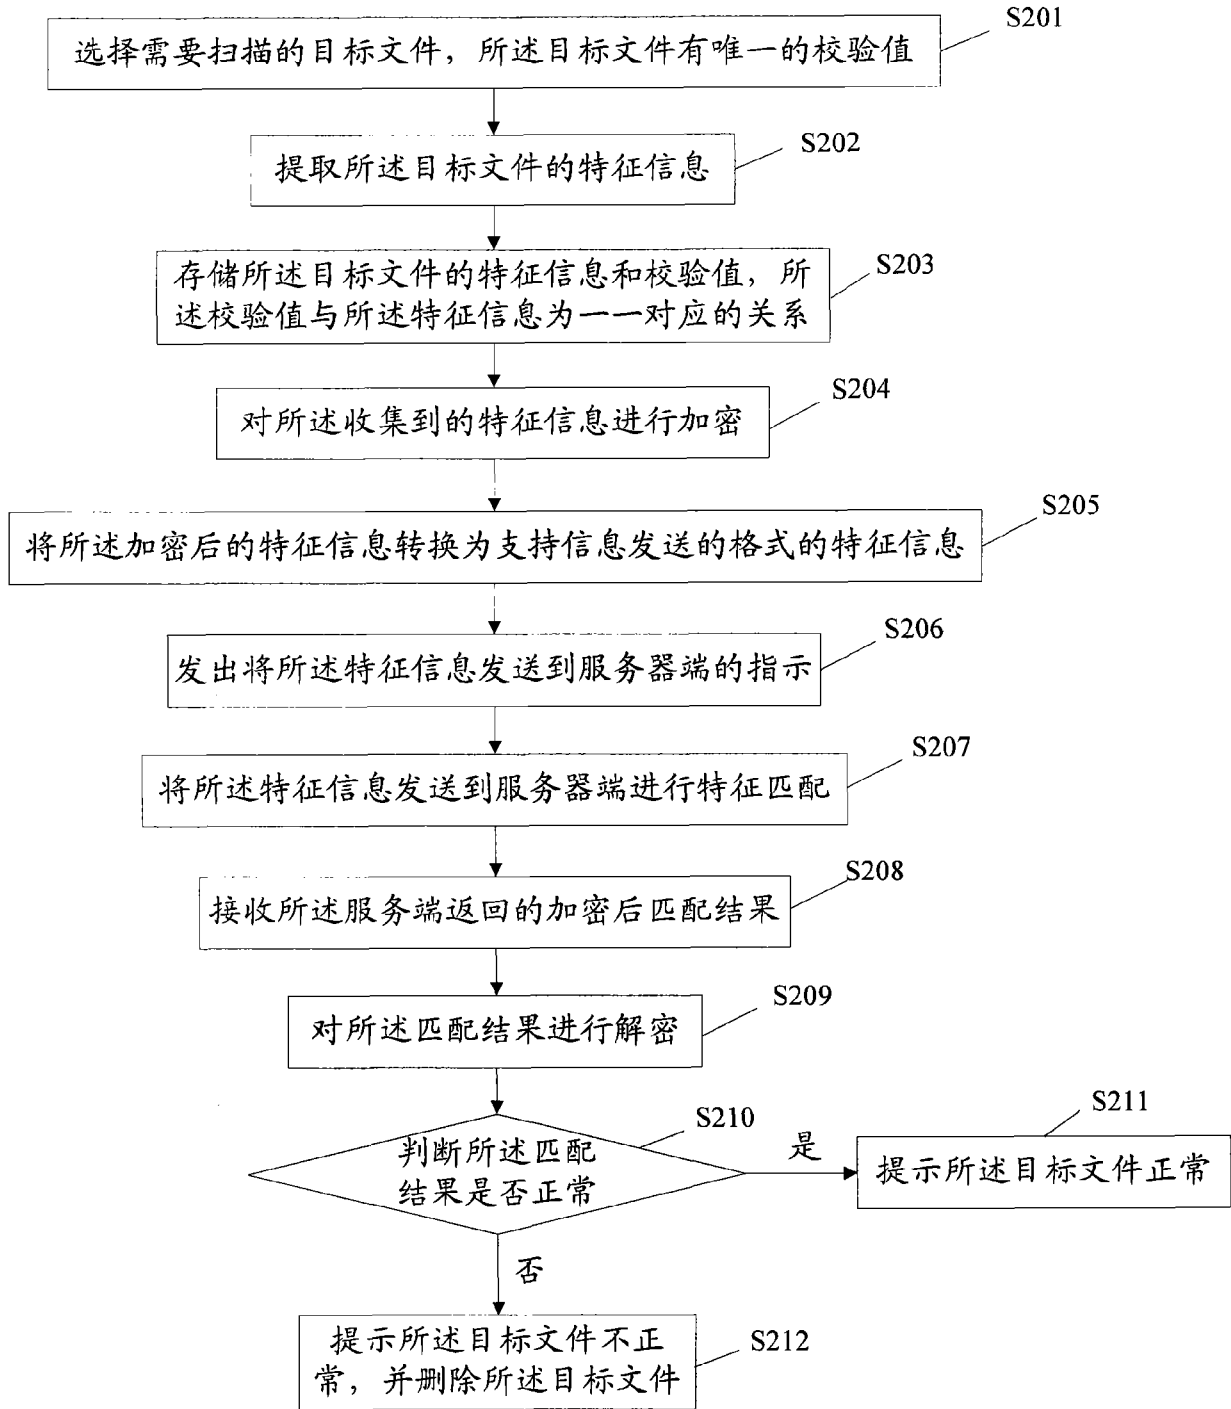 S201
选择需要扫描的目标文件，所述目标文件有唯一的校验值
S202
提取所述目标文件的特征信息
S203
存储所述目标文件的特征信息和校验值，所
述校验值与所述特征信息为一一对应的关系
S204
对所述收集到的特征信息进行加密
S205
将所述加密后的特征信息转换为支持信息发送的格式的特征信息
S206
发出将所述特征信息发送到服务器端的指示
S207
将所述特征信息发送到服务器端进行特征匹配
S208
接收所述服务端返回的加密后匹配结果
S209
对所述匹配结果进行解密
S210
判断所述匹配
结果是否正常
是
S211
提示所述目标文件正常
否
S212
提示所述目标文件不正
常，并删除所述目标文件